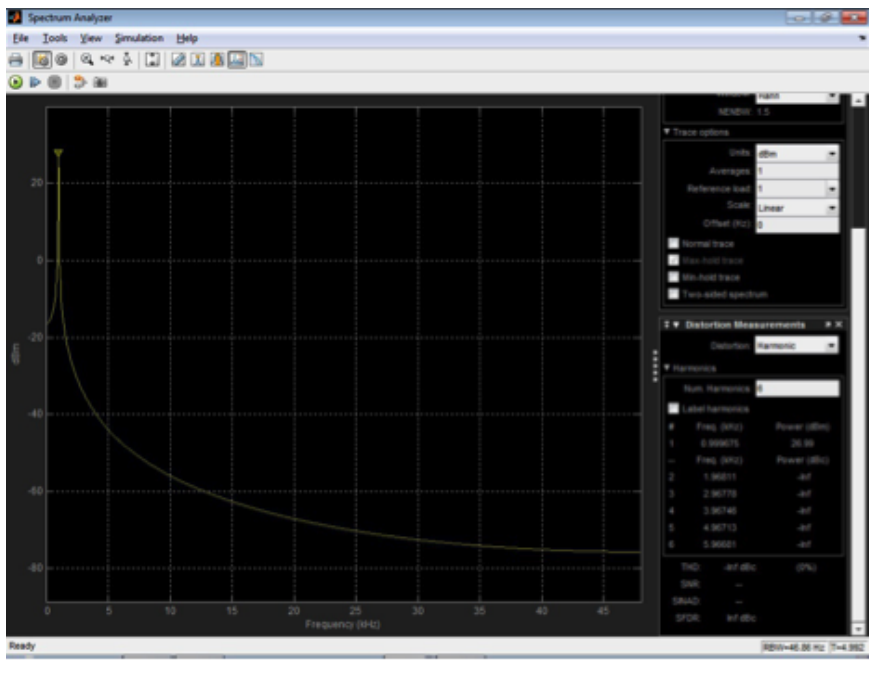 Spectrum Analyzer
File Tools View Simulation Help
Hann
NENBW: 1.5
Trace options
Units: dBm
Averages: 1
Reference load: 1
Scale: Linear
Offset (Hz): 0
Normal trace
Max-hold trace
Min-hold trace
Two-sided spectrum
Distortion Measurements
Distortion: Harmonic
Harmonics
Num. Harmonics: 6
Label harmonics
# Freq. (kHz) Power (dBm)
1 0.999675 26.99
-- Freq. (kHz) Power (dBc)
2 -Inf
3 2.96778 -Inf
4 3.96746 -Inf
5 4.96713 -Inf
6 -Inf
THD: -Inf dBc (0%)
SNR: --
SINAD: --
SFDR: Inf dBc
20
0
-20
-40
-60
-80
dBm
0 5 10 15 20 25 30 35 40 45
Frequency (kHz)
Ready RBW=46.86 Hz T=4.992